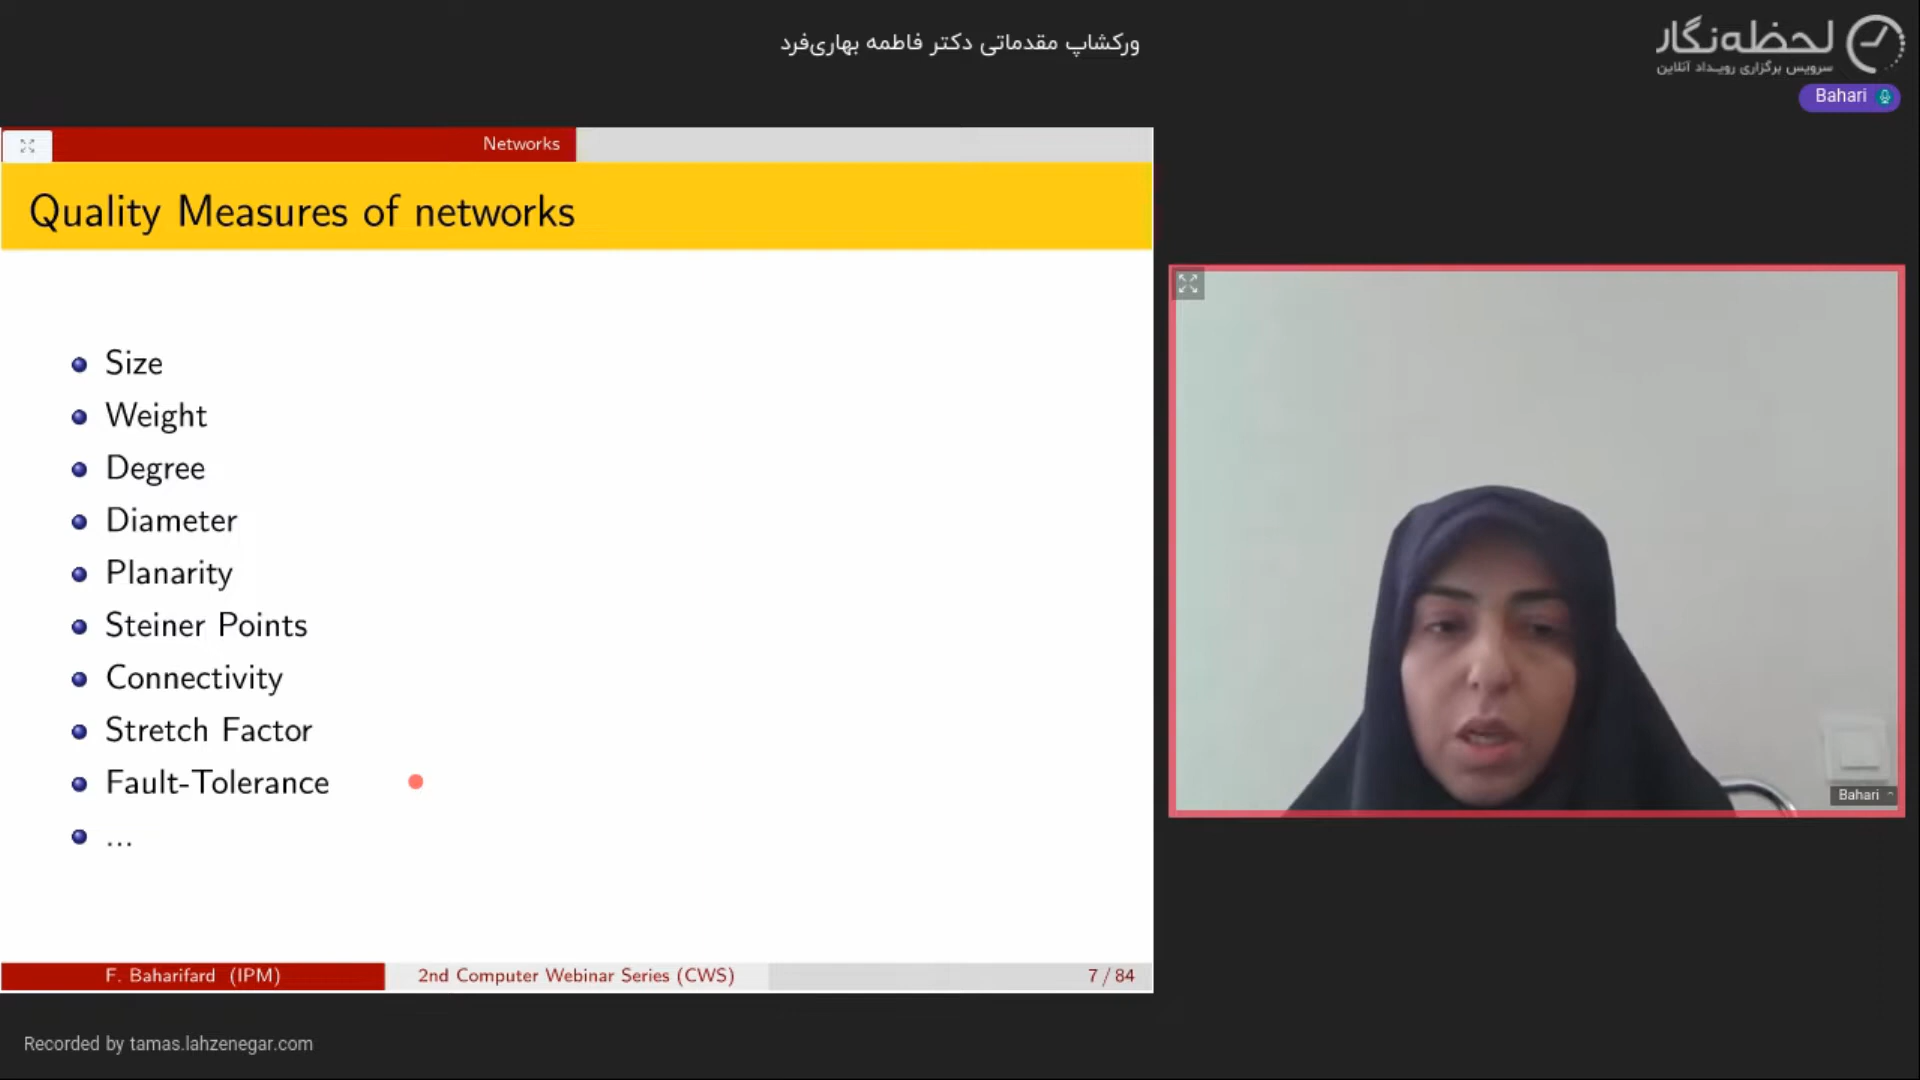 ورکشاپ مقدماتی دکتر فاطمه بهاری‌فرد
لحظه‌نگار
سرویس برگزاری رویداد آنلاین
Bahari
Networks
Quality Measures of networks
Size
Weight
Degree
Diameter
Planarity
Steiner Points
Connectivity
Stretch Factor
Fault-Tolerance
...
Bahari
F. Baharifard (IPM)
2nd Computer Webinar Series (CWS)
7 / 84
Recorded by tamas.lahzenegar.com